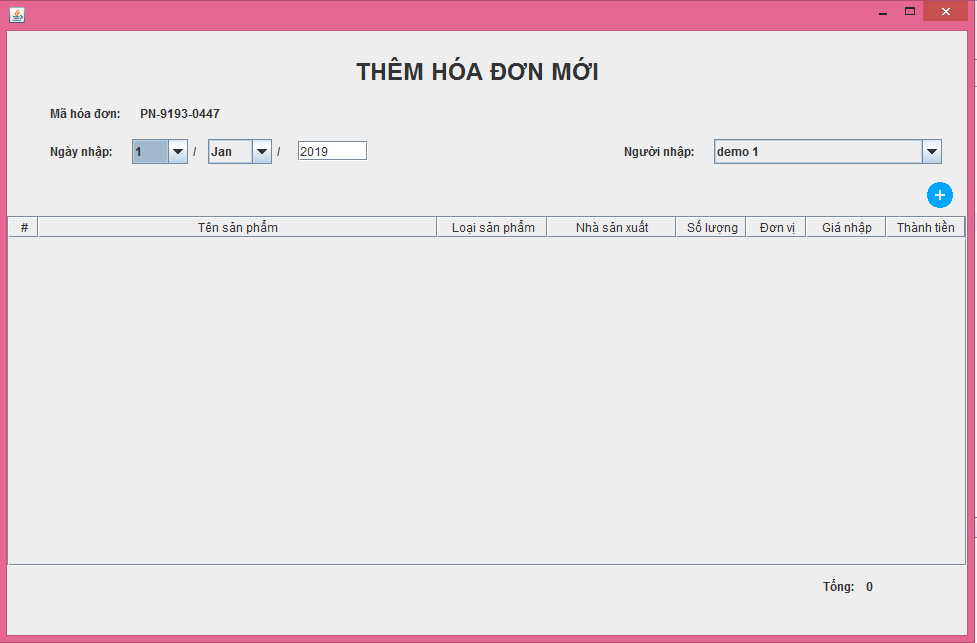 THÊM HÓA ĐƠN MỚI
Mã hóa đơn: PN-9193-0447
Ngày nhập: 1 / Jan / 2019 Người nhập: demo 1
# Tên sản phẩm Loại sản phẩm Nhà sản xuất Số lượng Đơn vị Giá nhập Thành tiền
Tổng: 0